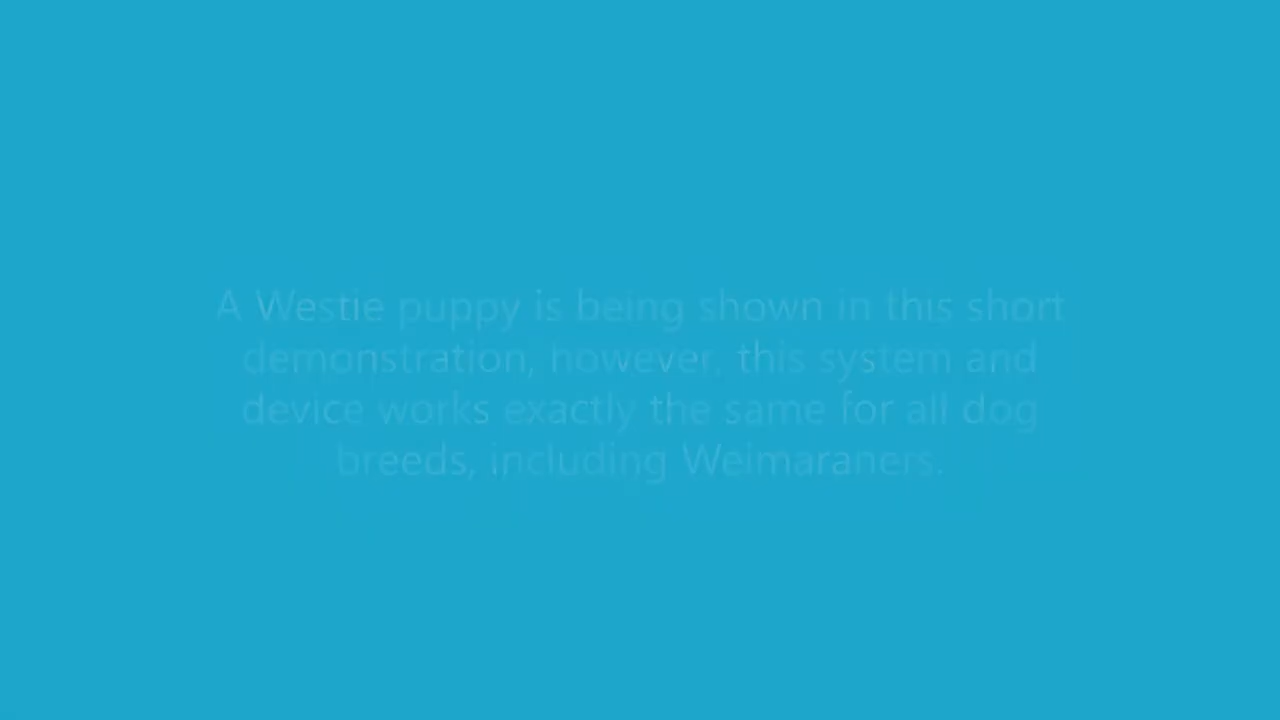 A Westie puppy is being shown in this short
demonstration, however, this system and
device works exactly the same for all dog
breeds, including Weimaraners.